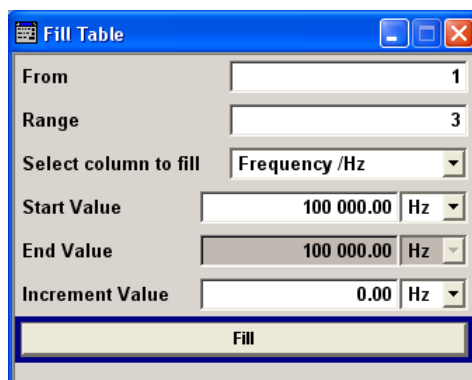 Fill Table
From 1
Range 3
Select column to fill Frequency /Hz
Start Value 100 000.00 Hz
End Value 100 000.00 Hz
Increment Value 0.00 Hz
Fill